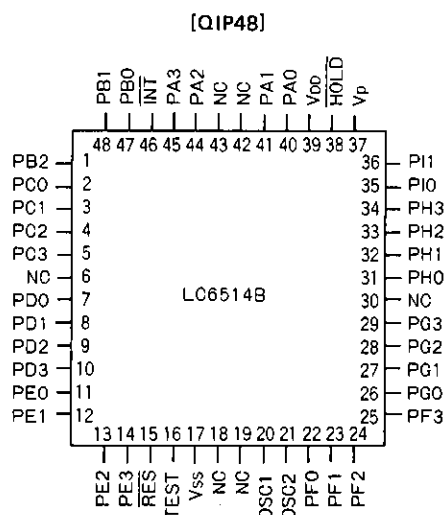 [QIP48]
PB1 PB0 I̅N̅T̅ PA3 PA2 NC NC PA1 PA0 VDD H̅O̅L̅D̅ Vp
48 47 46 45 44 43 42 41 40 39 38 37
PB2 1 36 PI1
PC0 2 35 PI0
PC1 3 34 PH3
PC2 4 33 PH2
PC3 5 32 PH1
NC 6 31 PH0
PD0 7 LC6514B 30 NC
PD1 8 29 PG3
PD2 9 28 PG2
PD3 10 27 PG1
PE0 11 26 PG0
PE1 12 25 PF3
13 14 15 16 17 18 19 20 21 22 23 24
PE2 PE3 R̅E̅S̅ TEST Vss NC NC OSC1 OSC2 PF0 PF1 PF2